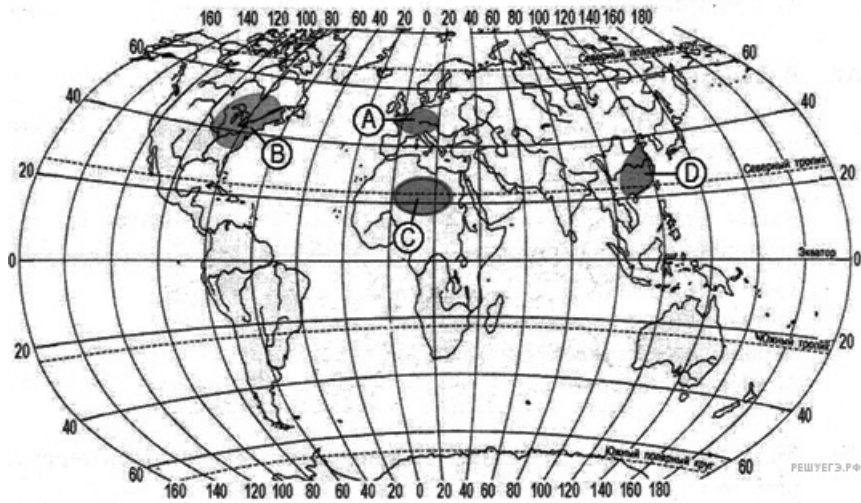 160 140 120 100 80 60 40 20 0 20 40 60 80 100 120 140 160 180
Северный полярный круг
60 60
40 40
A
B
D
20 Северный тропик 20
C
0 Экватор 0
20 Южный тропик 20
40 40
Южный полярный круг
60 60
160 140 120 100 80 60 40 20 0 20 40 60 80 100 120 140 160 180
РЕШУЕГЭ.РФ